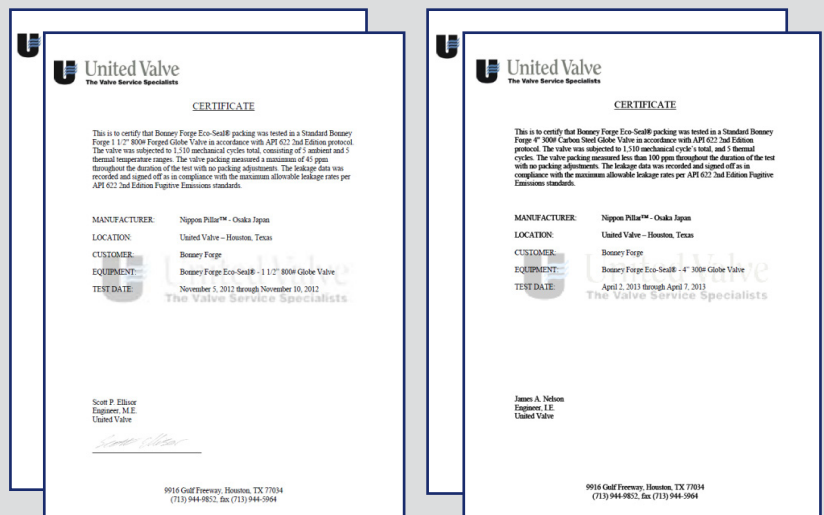 United Valve
The Valve Service Specialists
CERTIFICATE
This is to certify that Bonney Forge Eco-Seal® packing was tested in a Standard Bonney
Forge 1 1/2" 800# Forged Globe Valve in accordance with API 622 2nd Edition protocol.
The valve was subjected to 1,510 mechanical cycles total, consisting of 5 ambient and 5
thermal temperature ranges. The valve packing measured a maximum of 45 ppm
throughout the duration of the test with no packing adjustments. The leakage data was
recorded and signed off as in compliance with the maximum allowable leakage rates per
API 622 2nd Edition Fugitive Emissions standards.
MANUFACTURER: Nippon Pillar™ - Osaka Japan
LOCATION: United Valve – Houston, Texas
CUSTOMER: Bonney Forge
EQUIPMENT: Bonney Forge Eco-Seal® - 1 1/2" 800# Globe Valve
TEST DATE: November 5, 2012 through November 10, 2012
United Valve
The Valve Service Specialists
Scott P. Ellisor
Engineer, M.E.
United Valve
9916 Gulf Freeway, Houston, TX 77034
(713) 944-9852, fax (713) 944-5964
United Valve
The Valve Service Specialists
CERTIFICATE
This is to certify that Bonney Forge Eco-Seal® packing was tested in a Standard Bonney
Forge 4" 300# Carbon Steel Globe Valve in accordance with API 622 2nd Edition
protocol. The valve was subjected to 1,510 mechanical cycle's total, and 5 thermal
cycles. The valve packing measured less than 100 ppm throughout the duration of the test
with no packing adjustments. The leakage data was recorded and signed off as in
compliance with the maximum allowable leakage rates per API 622 2nd Edition Fugitive
Emissions standards.
MANUFACTURER: Nippon Pillar™ - Osaka Japan
LOCATION: United Valve – Houston, Texas
CUSTOMER: Bonney Forge
EQUIPMENT: Bonney Forge Eco-Seal® - 4" 300# Globe Valve
TEST DATE: April 2, 2013 through April 7, 2013
United Valve
The Valve Service Specialists
James A. Nelson
Engineer, I.E.
United Valve
9916 Gulf Freeway, Houston, TX 77034
(713) 944-9852, fax (713) 944-5964